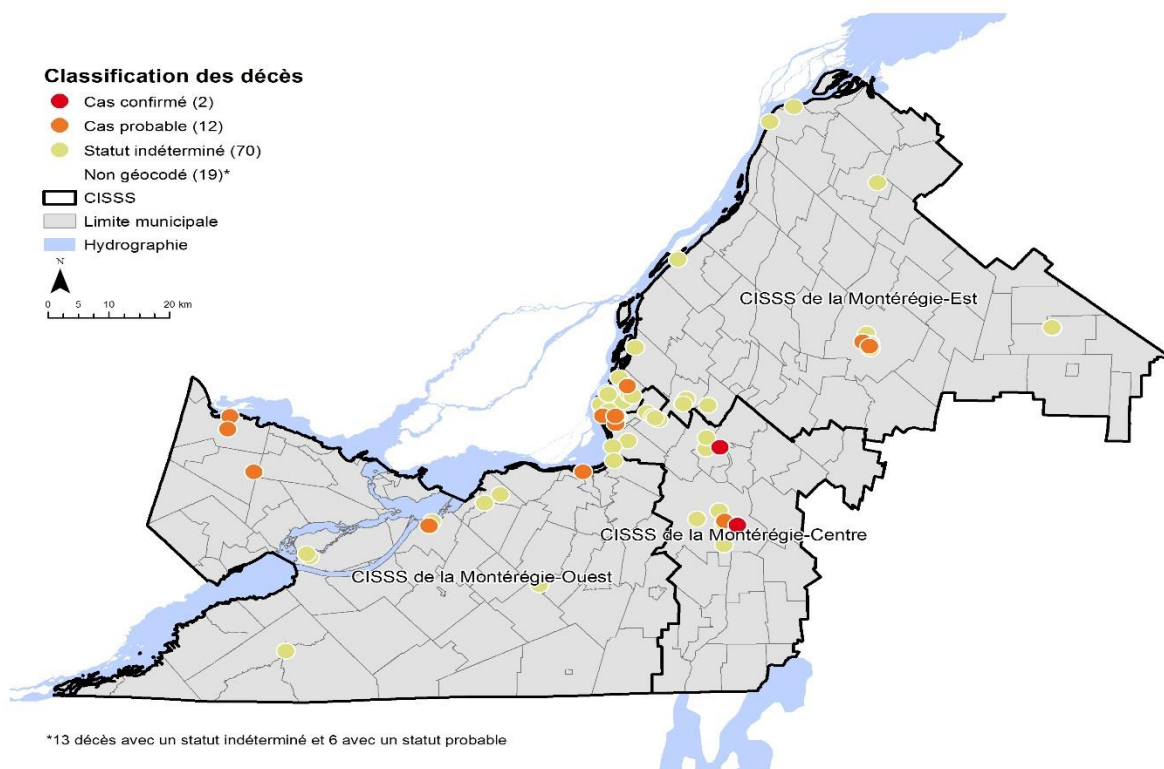 Classification des décès
Cas confirmé (2)
Cas probable (12)
Statut indéterminé (70)
Non géocodé (19)*
CISSS
Limite municipale
Hydrographie
N
0 5 10 20 km
CISSS de la Montérégie-Est
CISSS de la Montérégie-Centre
CISSS de la Montérégie-Ouest
*13 décès avec un statut indéterminé et 6 avec un statut probable